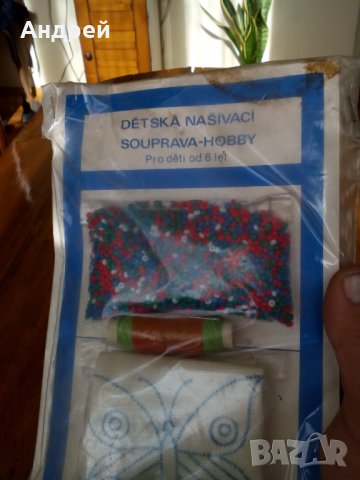 Андрей
DĚTSKÁ NAŠÍVACÍ
SOUPRAVA-HOBBY
Pro děti od 6 let
BAZAR